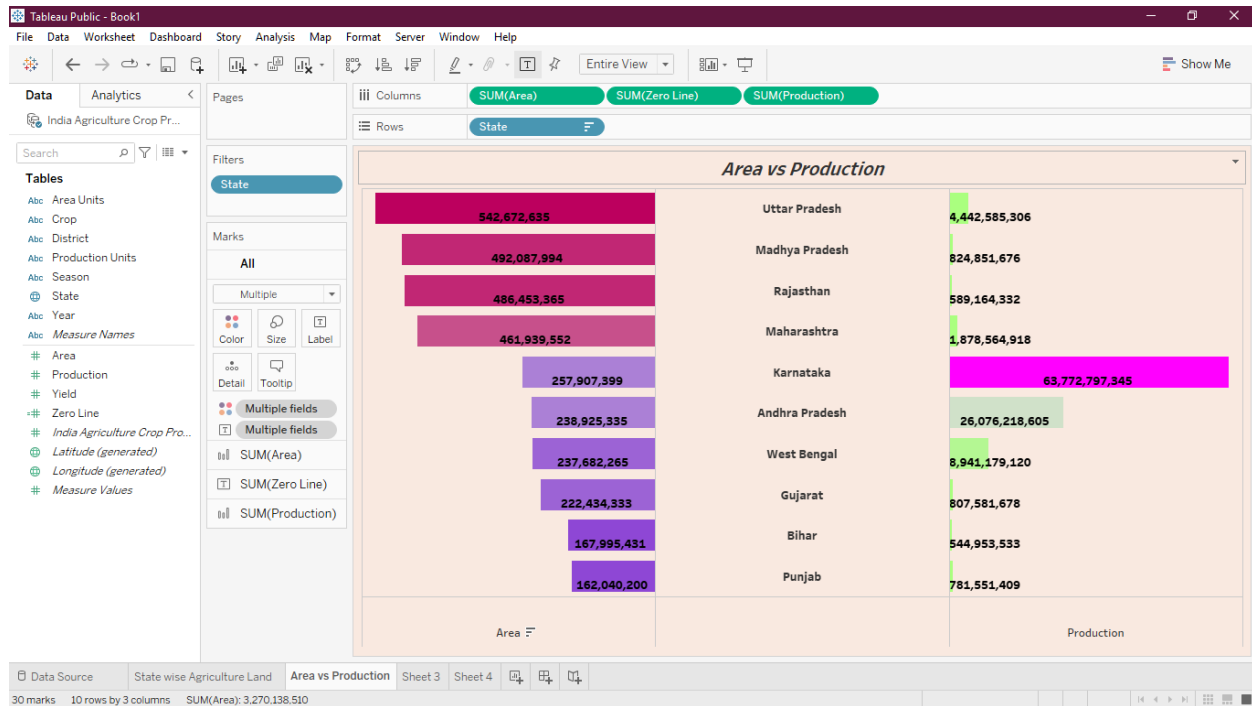 Tableau Public - Book1
File Data Worksheet Dashboard Story Analysis Map Format Server Window Help
Entire View
Show Me
Data Analytics
India Agriculture Crop Pr...
Search
Tables
Abc Area Units
Abc Crop
Abc District
Abc Production Units
Abc Season
State
Abc Year
Abc Measure Names
# Area
# Production
# Yield
=# Zero Line
# India Agriculture Crop Pro...
Latitude (generated)
Longitude (generated)
# Measure Values
Pages
Filters
State
Marks
All
Multiple
Color Size Label
Detail Tooltip
Multiple fields
Multiple fields
SUM(Area)
SUM(Zero Line)
SUM(Production)
iii Columns SUM(Area) SUM(Zero Line) SUM(Production)
Rows State
Area vs Production
542,672,635 Uttar Pradesh 4,442,585,306
492,087,994 Madhya Pradesh 824,851,676
486,453,365 Rajasthan 589,164,332
461,939,552 Maharashtra 1,878,564,918
257,907,399 Karnataka 63,772,797,345
238,925,335 Andhra Pradesh 26,076,218,605
237,682,265 West Bengal 8,941,179,120
222,434,333 Gujarat 807,581,678
167,995,431 Bihar 544,953,533
162,040,200 Punjab 781,551,409
Area Production
Data Source State wise Agriculture Land Area vs Production Sheet 3 Sheet 4
30 marks 10 rows by 3 columns SUM(Area): 3,270,138,510